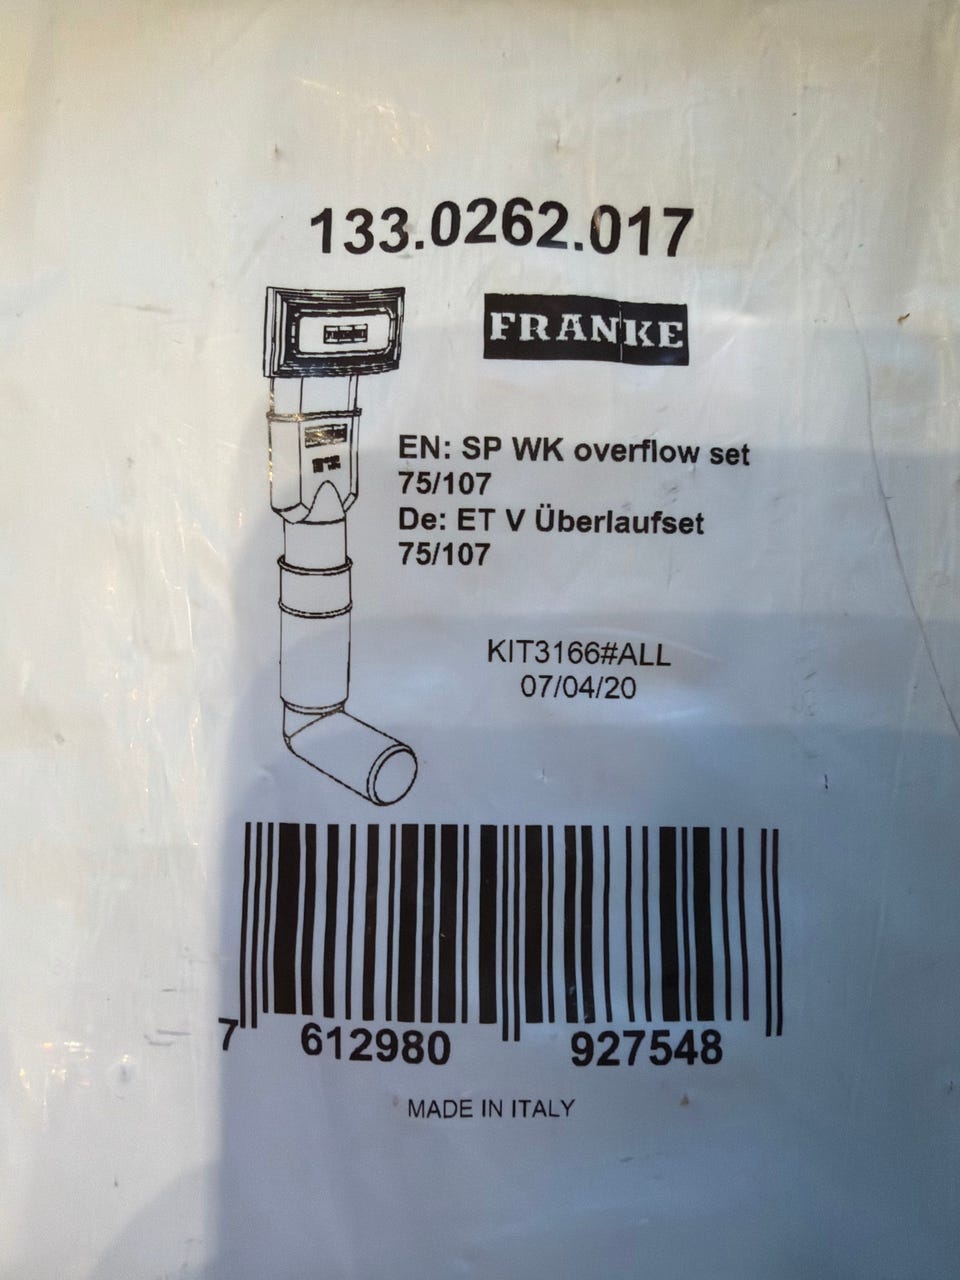 133.0262.017
FRANKE
EN: SP WK overflow set
75/107
De: ET V Überlaufset
75/107
KIT3166#ALL
07/04/20
7 612980 927548
MADE IN ITALY